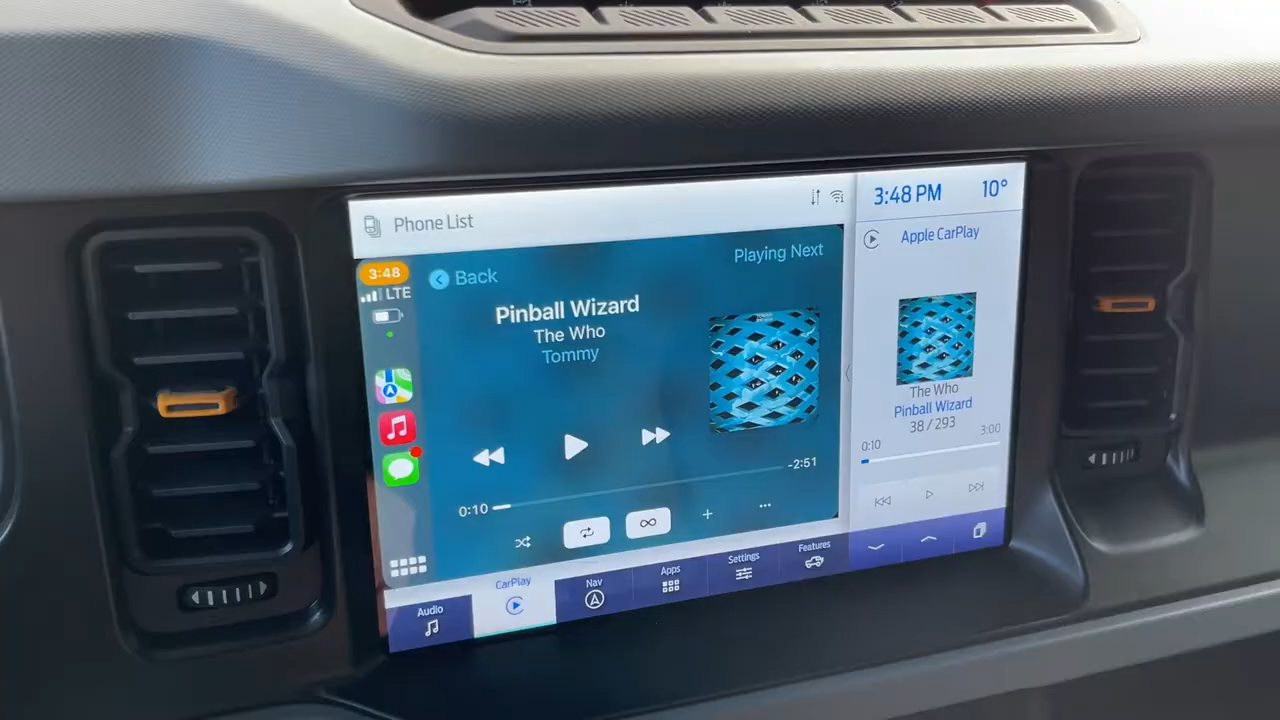 Phone List
3:48 PM
10°
Apple CarPlay
3:48
LTE
Back
Playing Next
Pinball Wizard
The Who
Tommy
0:10
-2:51
The Who
Pinball Wizard
38 / 293
0:10
3:00
Audio
CarPlay
Nav
Apps
Settings
Features